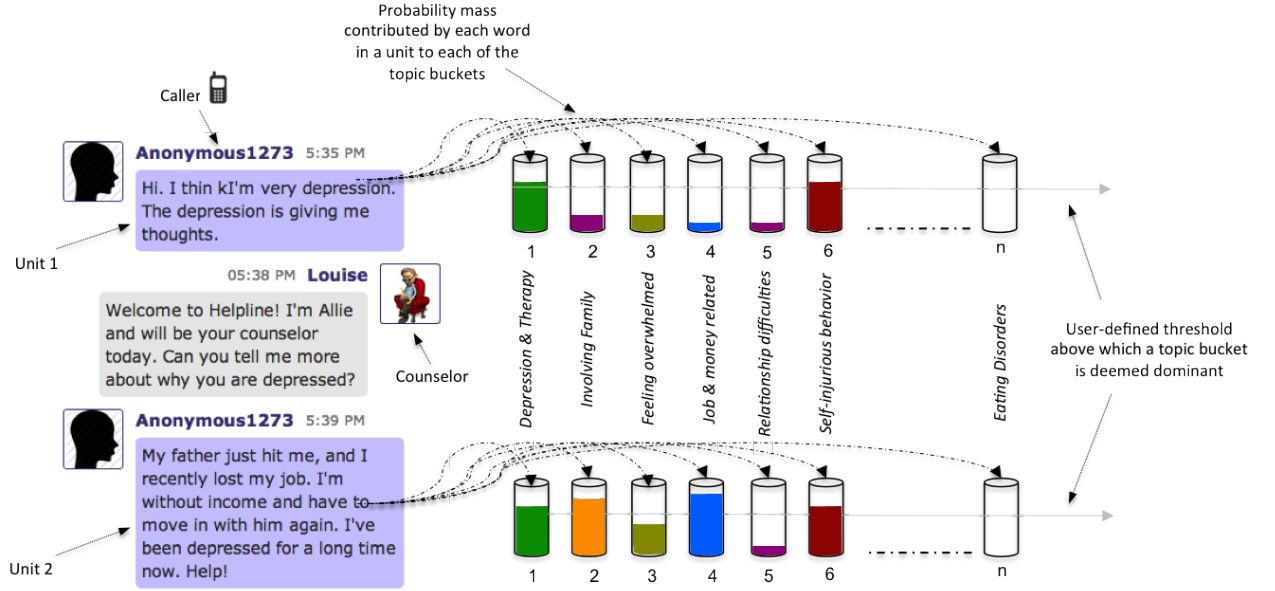 Probability mass
contributed by each word
in a unit to each of the
topic buckets
Caller
Anonymous1273 5:35 PM
Hi. I thin kI'm very depression.
The depression is giving me
thoughts.
Unit 1
1 2 3 4 5 6 n
05:38 PM Louise
Welcome to Helpline! I'm Allie
and will be your counselor
today. Can you tell me more
about why you are depressed?
Counselor
Depression & Therapy
Involving Family
Feeling overwhelmed
Job & money related
Relationship difficulties
Self-injurious behavior
Eating Disorders
User-defined threshold
above which a topic bucket
is deemed dominant
Anonymous1273 5:39 PM
My father just hit me, and I
recently lost my job. I'm
without income and have to
move in with him again. I've
been depressed for a long time
now. Help!
Unit 2
1 2 3 4 5 6 n